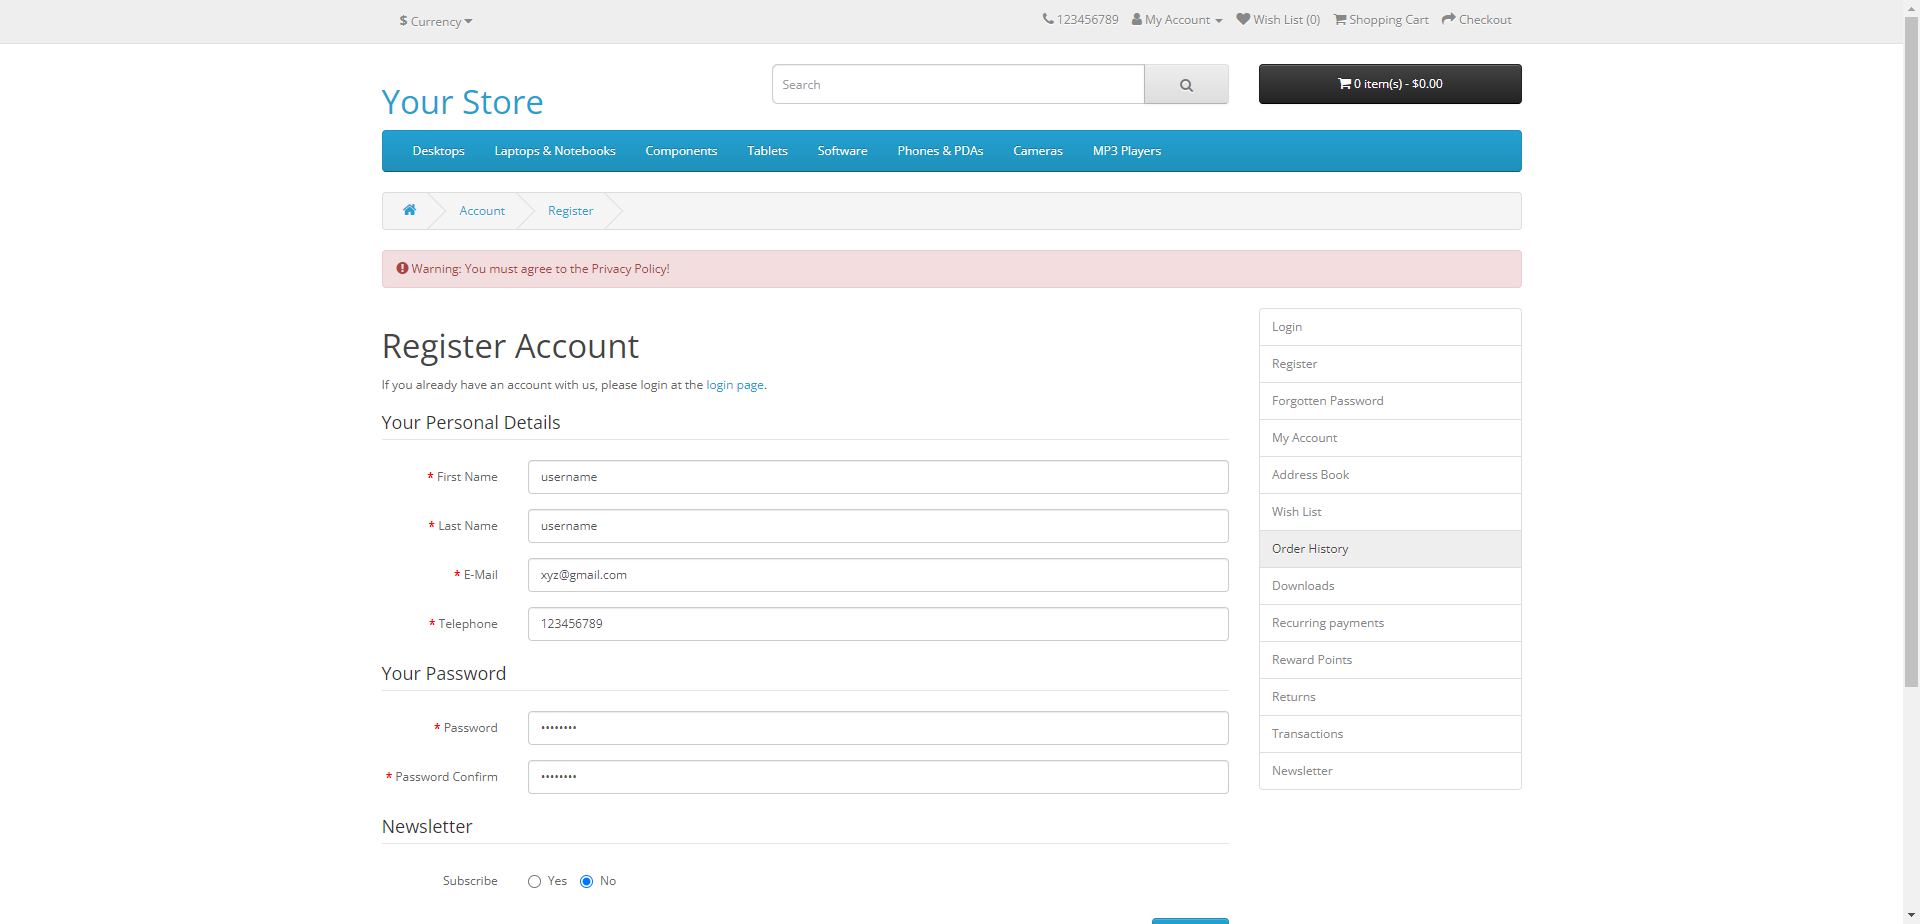 $ Currency
123456789 My Account Wish List (0) Shopping Cart Checkout
Your Store
Search
0 item(s) - $0.00
Desktops Laptops & Notebooks Components Tablets Software Phones & PDAs Cameras MP3 Players
Account Register
Warning: You must agree to the Privacy Policy!
Register Account
If you already have an account with us, please login at the login page.
Your Personal Details
* First Name username
* Last Name username
* E-Mail xyz@gmail.com
* Telephone 123456789
Your Password
* Password ••••••••
* Password Confirm ••••••••
Newsletter
Subscribe Yes No
Login
Register
Forgotten Password
My Account
Address Book
Wish List
Order History
Downloads
Recurring payments
Reward Points
Returns
Transactions
Newsletter